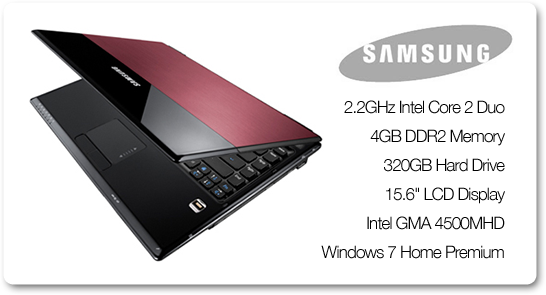 SAMSUNG
SAMSUNG
2.2GHz Intel Core 2 Duo
4GB DDR2 Memory
320GB Hard Drive
15.6" LCD Display
Intel GMA 4500MHD
Windows 7 Home Premium